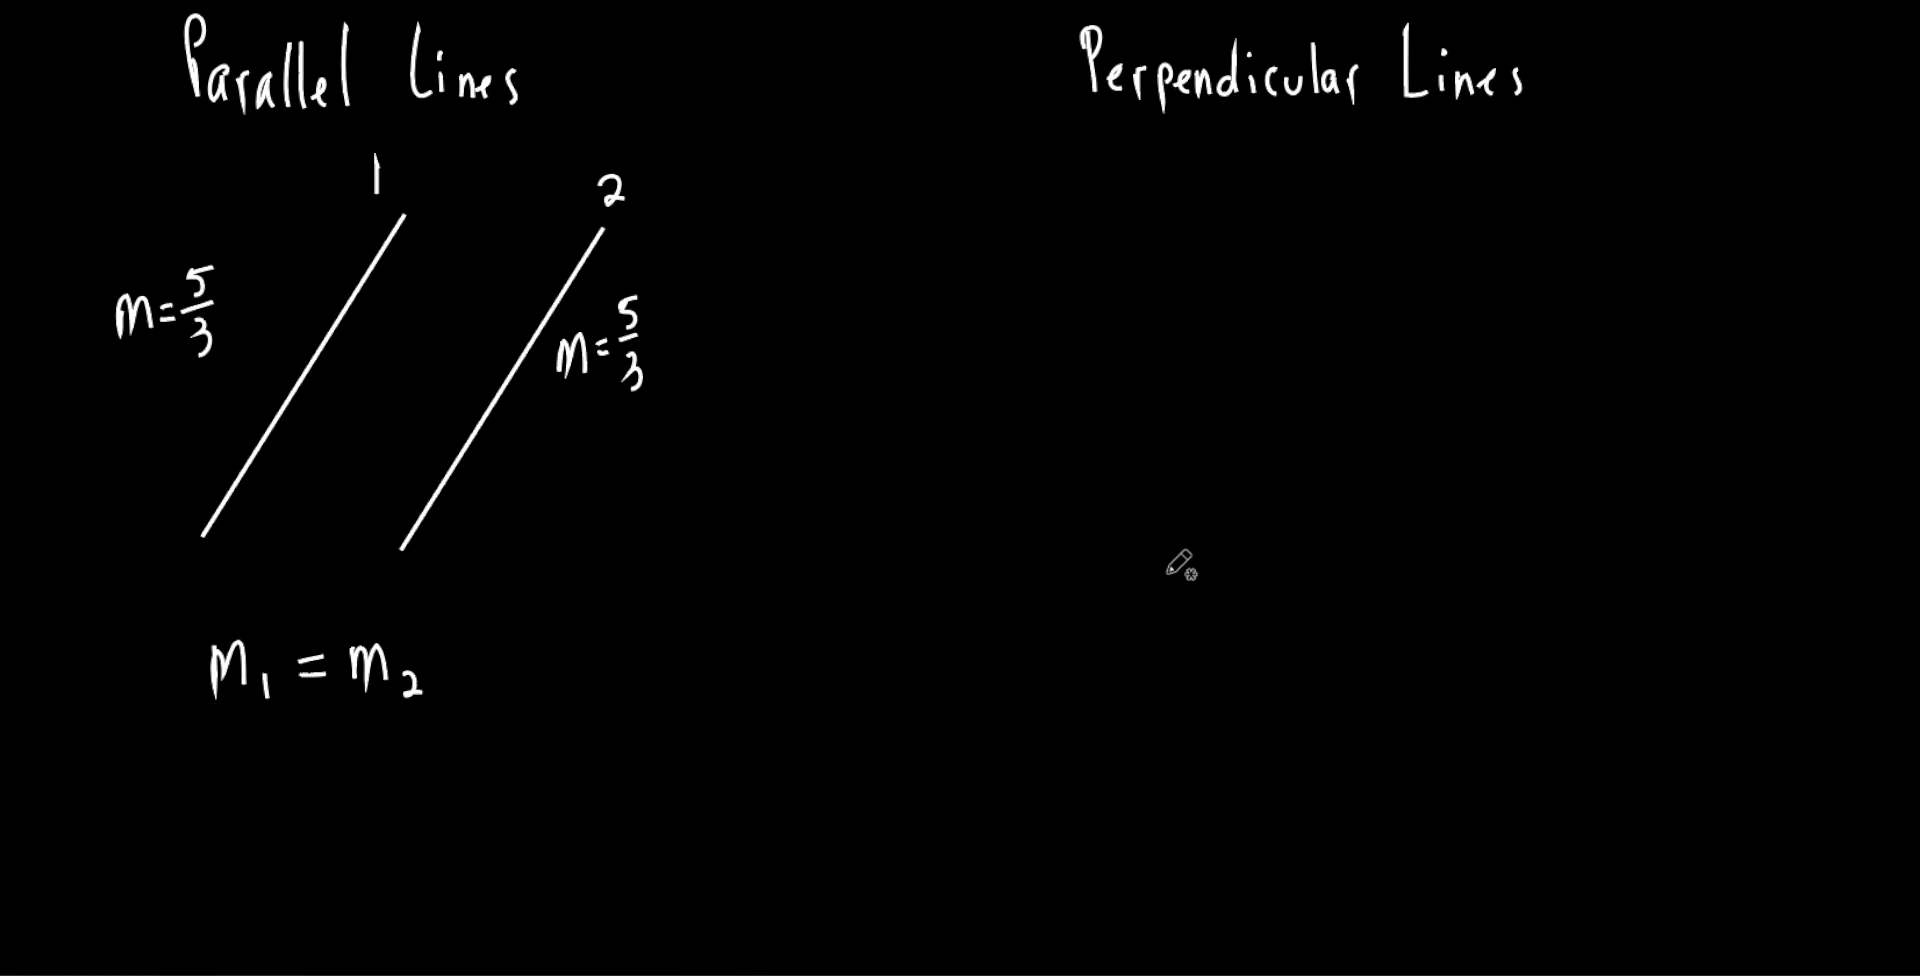 Parallel Lines
Perpendicular Lines
1
2
m = 5/3
m = 5/3
m₁ = m₂